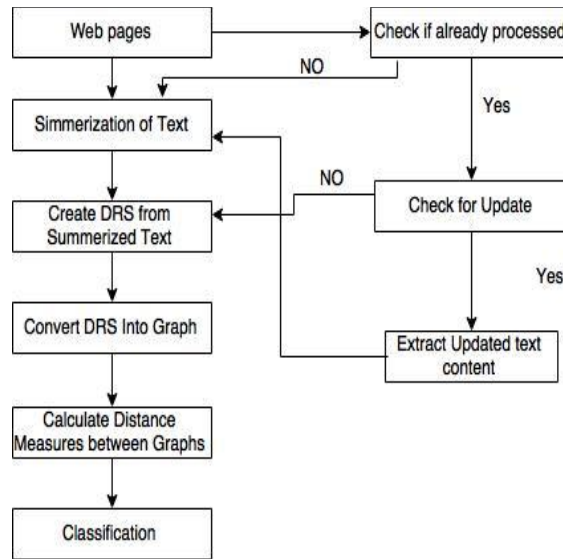 Web pages
Check if already processed
NO
Yes
Simmerization of Text
NO
Create DRS from
Summerized Text
Check for Update
Yes
Convert DRS Into Graph
Extract Updated text
content
Calculate Distance
Measures between Graphs
Classification